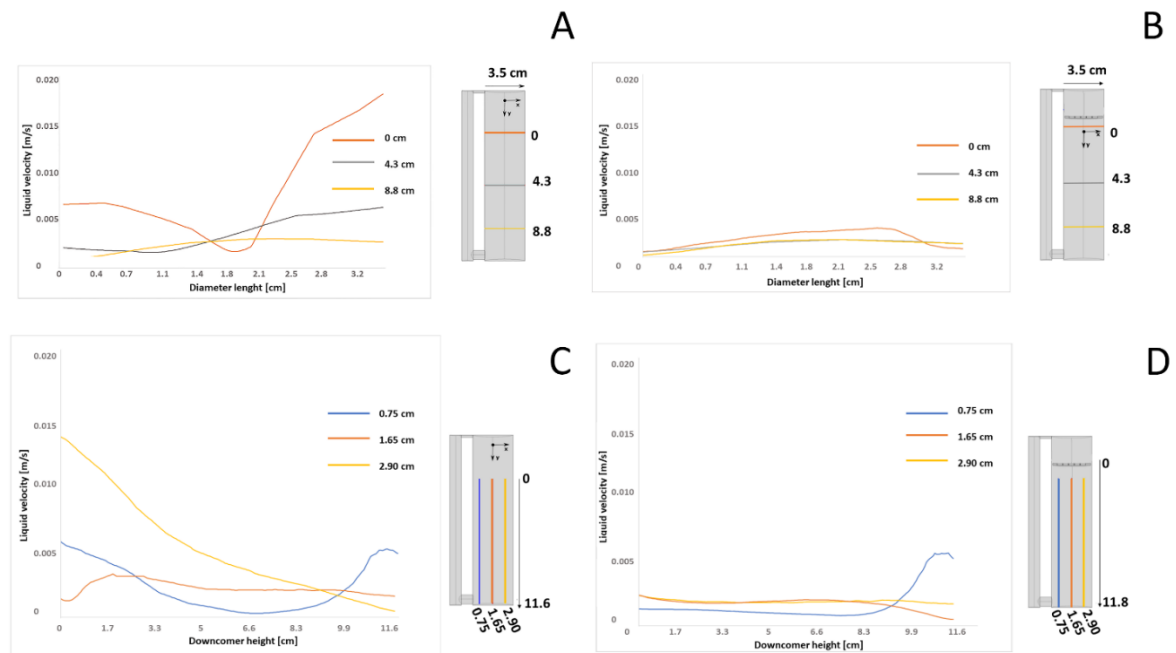 A
B
3.5 cm
0.020
0.015
0.010
0.005
0
Liquid velocity [m/s]
0 cm
4.3 cm
8.8 cm
0 0.4 0.7 1.1 1.4 1.8 2.1 2.5 2.8 3.2
Diameter lenght [cm]
x
y
0
4.3
8.8
3.5 cm
0.020
0.015
0.010
0.005
0
Liquid velocity [m/s]
0 cm
4.3 cm
8.8 cm
0 0.4 0.7 1.1 1.4 1.8 2.1 2.5 2.8 3.2
Diameter lenght [cm]
x
y
0
4.3
8.8
C
D
0.020
0.015
0.010
0.005
0
Liquid velocity [m/s]
0.75 cm
1.65 cm
2.90 cm
0 1.7 3.3 5 6.6 8.3 9.9 11.6
Downcomer height [cm]
x
y
0
11.6
0.75
1.65
2.90
0.020
0.015
0.010
0.005
0
Liquid velocity [m/s]
0.75 cm
1.65 cm
2.90 cm
0 1.7 3.3 5 6.6 8.3 9.9 11.6
Downcomer height [cm]
0
11.8
0.75
1.65
2.90